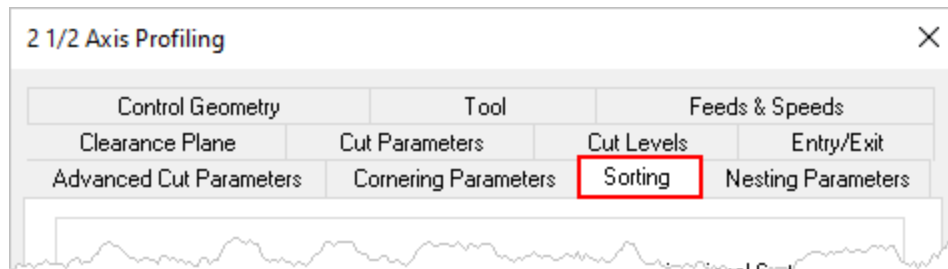 2 1/2 Axis Profiling
Control Geometry Tool Feeds & Speeds
Clearance Plane Cut Parameters Cut Levels Entry/Exit
Advanced Cut Parameters Cornering Parameters Sorting Nesting Parameters